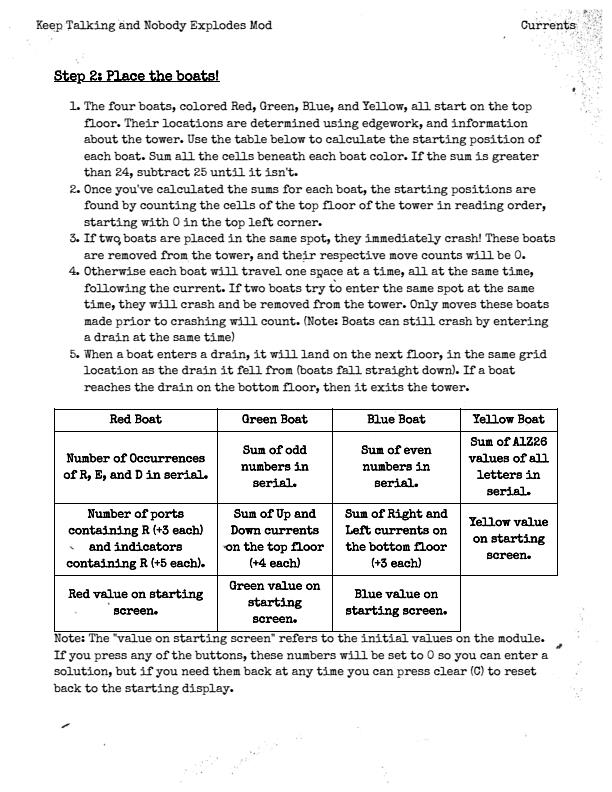 Keep Talking and Nobody Explodes Mod
Currents
Step 2: Place the boats!
1. The four boats, colored Red, Green, Blue, and Yellow, all start on the top
floor. Their locations are determined using edgework, and information
about the tower. Use the table below to calculate the starting position of
each boat. Sum all the cells beneath each boat color. If the sum is greater
than 24, subtract 25 until it isn't.
2. Once you've calculated the sums for each boat, the starting positions are
found by counting the cells of the top floor of the tower in reading order,
starting with 0 in the top left corner.
3. If two boats are placed in the same spot, they immediately crash! These boats
are removed from the tower, and their respective move counts will be 0.
4. Otherwise each boat will travel one space at a time, all at the same time,
following the current. If two boats try to enter the same spot at the same
time, they will crash and be removed from the tower. Only moves these boats
made prior to crashing will count. (Note: Boats can still crash by entering
a drain at the same time)
5. When a boat enters a drain, it will land on the next floor, in the same grid
location as the drain it fell from (boats fall straight down). If a boat
reaches the drain on the bottom floor, then it exits the tower.
Red Boat
Green Boat
Blue Boat
Yellow Boat
Number of Occurrences
of R, E, and D in serial.
Sum of odd
numbers in
serial.
Sum of even
numbers in
serial.
Sum of A1Z26
values of all
letters in
serial.
Number of ports
containing R (+3 each)
and indicators
containing R (+5 each).
Sum of Up and
Down currents
on the top floor
(+4 each)
Sum of Right and
Left currents on
the bottom floor
(+3 each)
Yellow value
on starting
screen.
Red value on starting
screen.
Green value on
starting
screen.
Blue value on
starting screen.
Note: The "value on starting screen" refers to the initial values on the module.
If you press any of the buttons, these numbers will be set to 0 so you can enter a
solution, but if you need them back at any time you can press clear (C) to reset
back to the starting display.